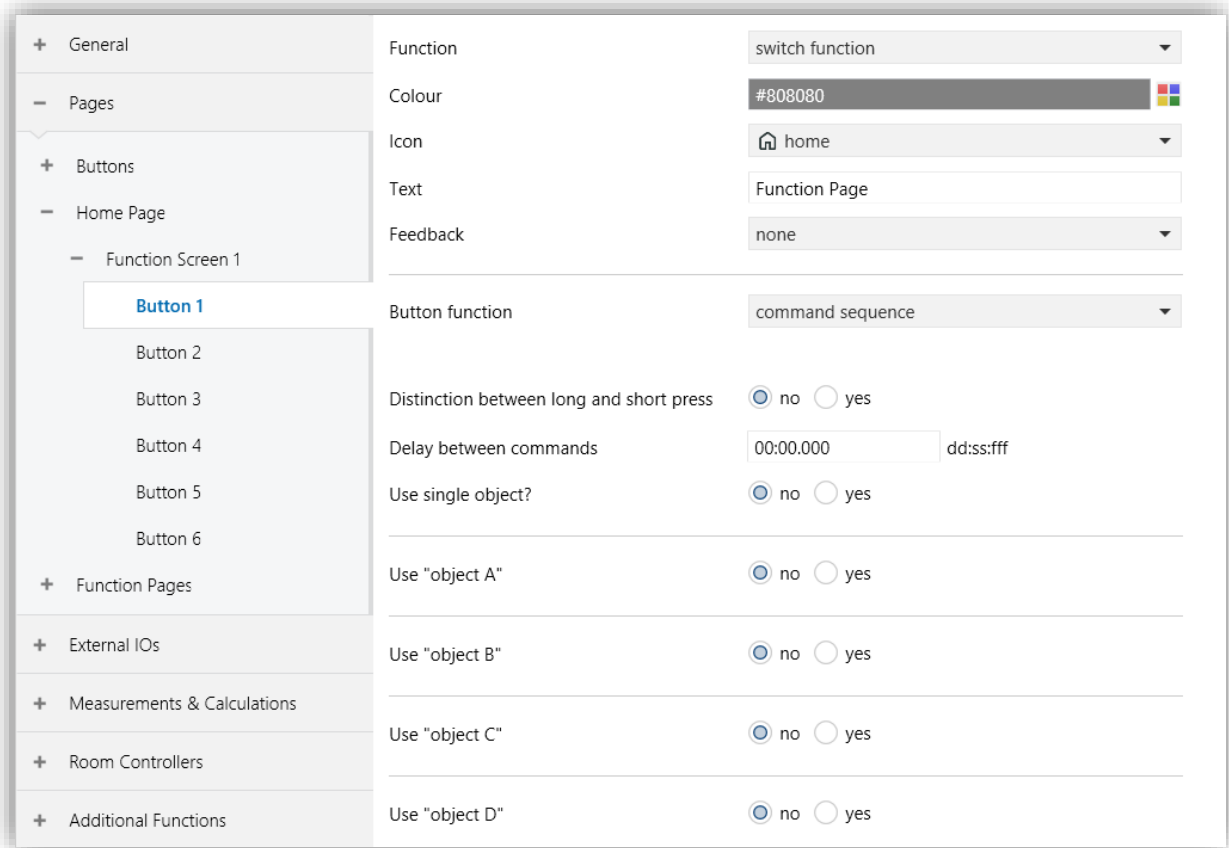 General
Pages
Buttons
Home Page
Function Screen 1
Button 1
Button 2
Button 3
Button 4
Button 5
Button 6
Function Pages
External IOs
Measurements & Calculations
Room Controllers
Additional Functions
Function switch function
Colour #808080
Icon home
Text Function Page
Feedback none
Button function command sequence
Distinction between long and short press no yes
Delay between commands 00:00.000 dd:ss:fff
Use single object? no yes
Use "object A" no yes
Use "object B" no yes
Use "object C" no yes
Use "object D" no yes